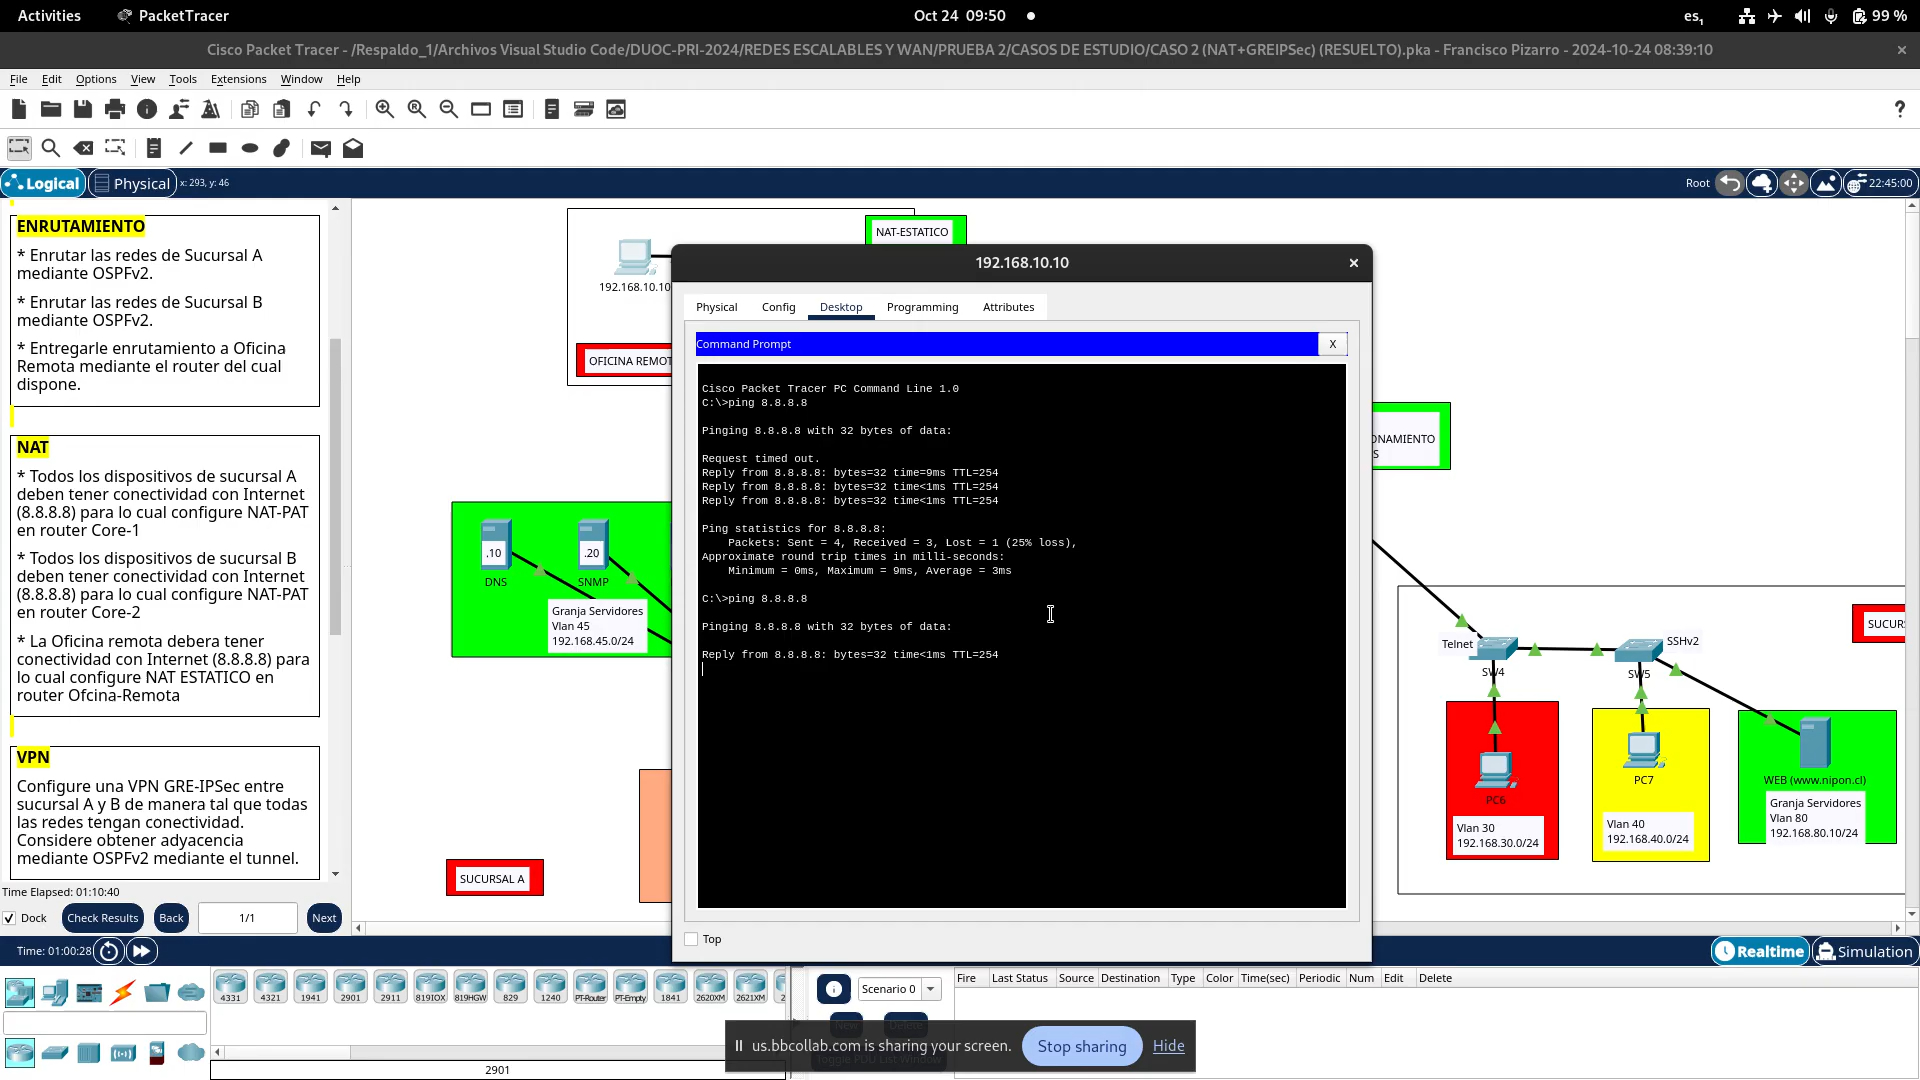 Activities
PacketTracer
Oct 24 09:50
es1
99 %
Cisco Packet Tracer - /Respaldo_1/Archivos Visual Studio Code/DUOC-PRI-2024/REDES ESCALABLES Y WAN/PRUEBA 2/CASOS DE ESTUDIO/CASO 2 (NAT+GREIPSec) (RESUELTO).pka - Francisco Pizarro - 2024-10-24 08:39:10
File Edit Options View Tools Extensions Window Help
Logical
Physical
x: 293, y: 46
Root
22:45:00
ENRUTAMIENTO
* Enrutar las redes de Sucursal A
mediante OSPFv2.
* Enrutar las redes de Sucursal B
mediante OSPFv2.
* Entregarle enrutamiento a Oficina
Remota mediante el router del cual
dispone.
NAT
* Todos los dispositivos de sucursal A
deben tener conectividad con Internet
(8.8.8.8) para lo cual configure NAT-PAT
en router Core-1
* Todos los dispositivos de sucursal B
deben tener conectividad con Internet
(8.8.8.8) para lo cual configure NAT-PAT
en router Core-2
* La Oficina remota debera tener
conectividad con Internet (8.8.8.8) para
lo cual configure NAT ESTATICO en
router Ofcina-Remota
VPN
Configure una VPN GRE-IPSec entre
sucursal A y B de manera tal que todas
las redes tengan conectividad.
Considere obtener adyacencia
mediante OSPFv2 mediante el tunnel.
Time Elapsed: 01:10:40
Dock
Check Results
Back
1/1
Next
NAT-ESTATICO
192.168.10.10
OFICINA REMOT
.10
DNS
.20
SNMP
Granja Servidores
Vlan 45
192.168.45.0/24
SUCURSAL A
192.168.10.10
Physical Config Desktop Programming Attributes
Command Prompt
X
Cisco Packet Tracer PC Command Line 1.0
C:\>ping 8.8.8.8
Pinging 8.8.8.8 with 32 bytes of data:
Request timed out.
Reply from 8.8.8.8: bytes=32 time=9ms TTL=254
Reply from 8.8.8.8: bytes=32 time<1ms TTL=254
Reply from 8.8.8.8: bytes=32 time<1ms TTL=254
Ping statistics for 8.8.8.8:
Packets: Sent = 4, Received = 3, Lost = 1 (25% loss),
Approximate round trip times in milli-seconds:
Minimum = 0ms, Maximum = 9ms, Average = 3ms
C:\>ping 8.8.8.8
Pinging 8.8.8.8 with 32 bytes of data:
Reply from 8.8.8.8: bytes=32 time<1ms TTL=254
Top
ONAMIENTO
S
SUCURS
Telnet
SW4
SSHv2
SW5
PC6
Vlan 30
192.168.30.0/24
PC7
Vlan 40
192.168.40.0/24
WEB (www.nipon.cl)
Granja Servidores
Vlan 80
192.168.80.10/24
Time: 01:00:28
Realtime
Simulation
4331 4321 1941 2901 2911 819IOX 819HGW 829 1240 PT-Router PT-Empty 1841 2620XM 2621XM 2
2901
Scenario 0
New
Delete
Toggle PDU List Window
Fire Last Status Source Destination Type Color Time(sec) Periodic Num Edit Delete
us.bbcollab.com is sharing your screen.
Stop sharing
Hide